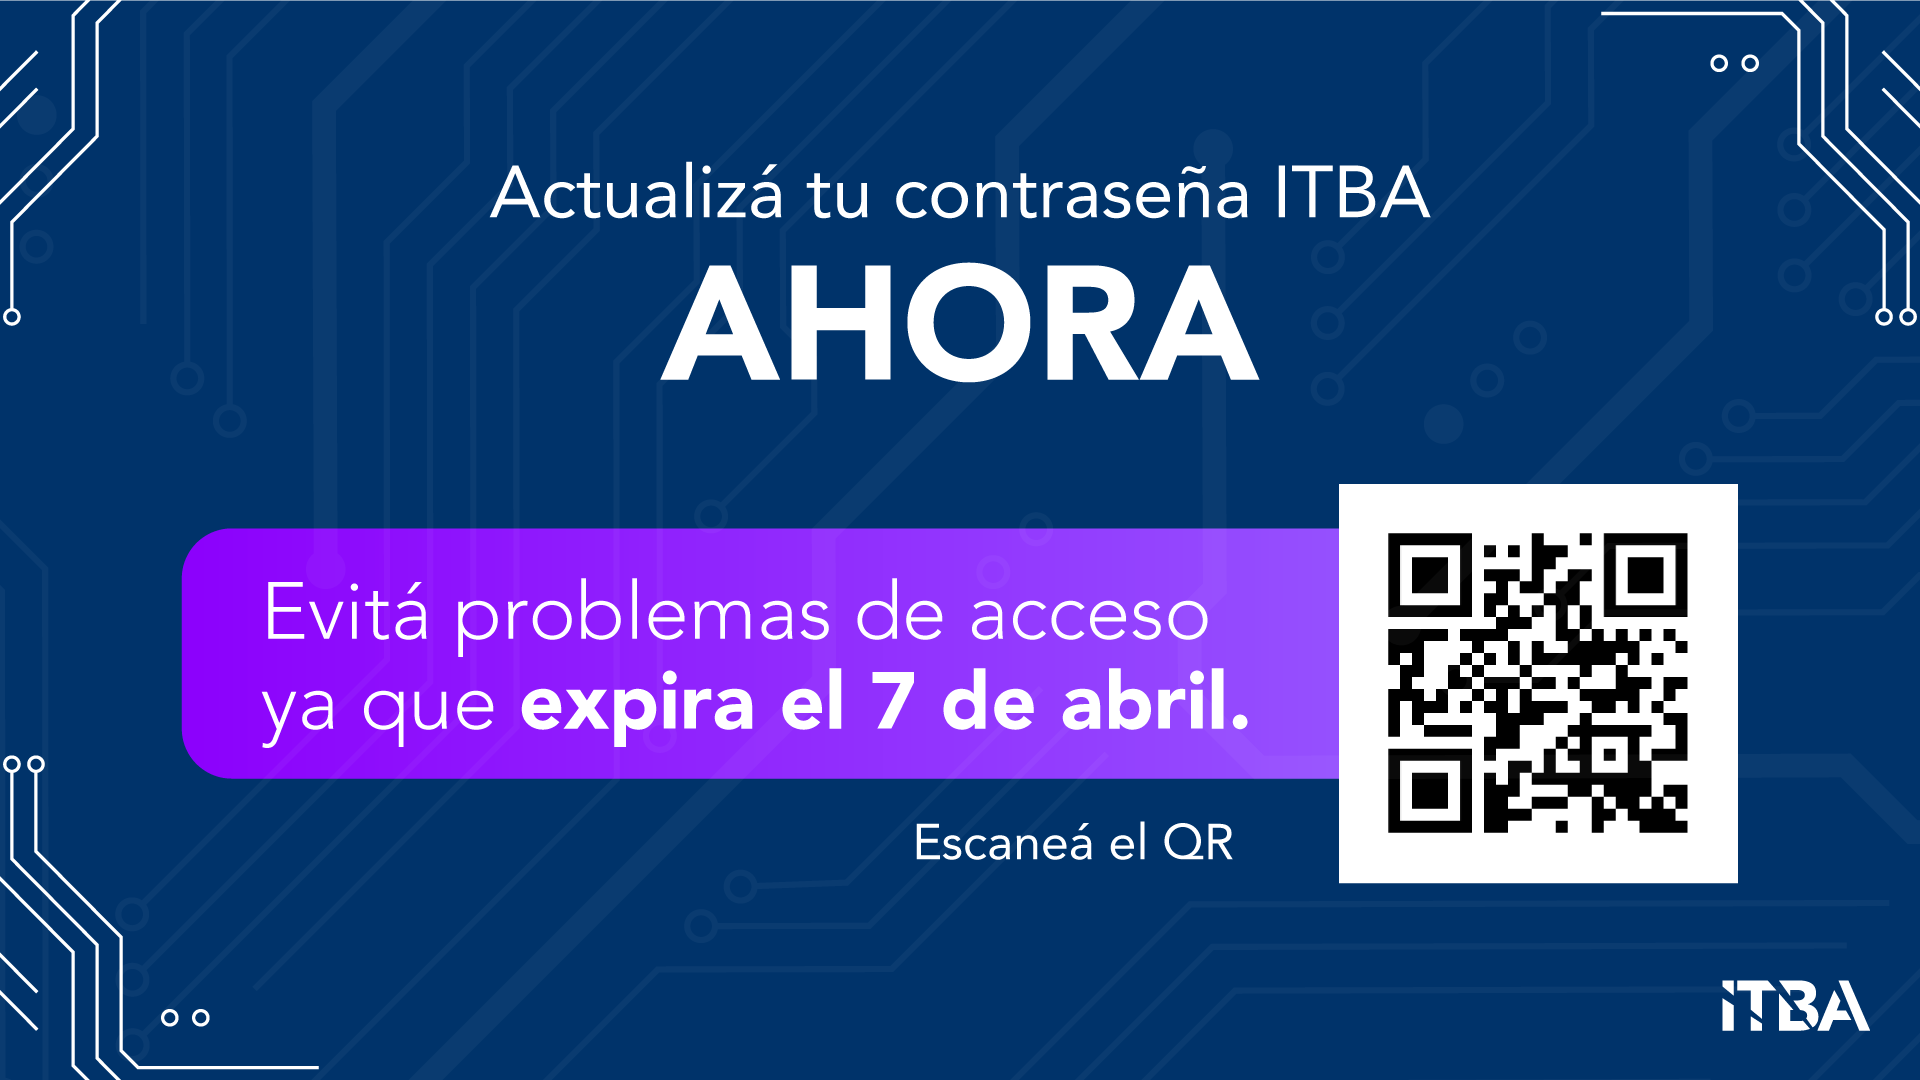 Actualizá tu contraseña ITBA
AHORA
Evitá problemas de acceso
ya que expira el 7 de abril.
Escaneá el QR
ITBA